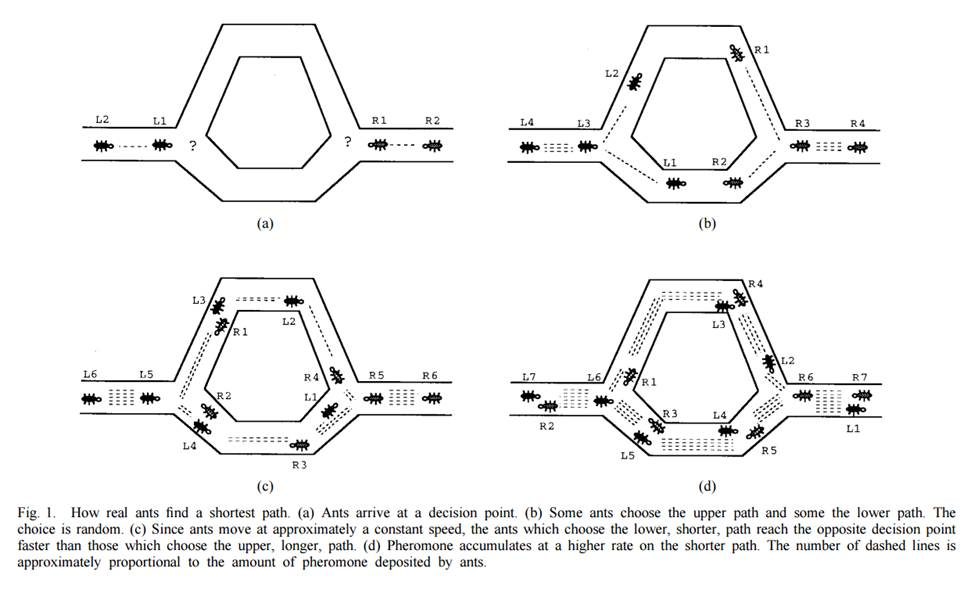 L2 L1 R1 R2
? ?
(a)
R1
L2
L4 L3 R3 R4
L1 R2
(b)
L3
R1 L2
L6 L5 R4 R5 R6
R2 L1
L4
R3
(c)
R4
L3
L2
L7 L6 R1 R6 R7
R2 R3 L4 L1
L5 R5
(d)
Fig. 1. How real ants find a shortest path. (a) Ants arrive at a decision point. (b) Some ants choose the upper path and some the lower path. The
choice is random. (c) Since ants move at approximately a constant speed, the ants which choose the lower, shorter, path reach the opposite decision point
faster than those which choose the upper, longer, path. (d) Pheromone accumulates at a higher rate on the shorter path. The number of dashed lines is
approximately proportional to the amount of pheromone deposited by ants.